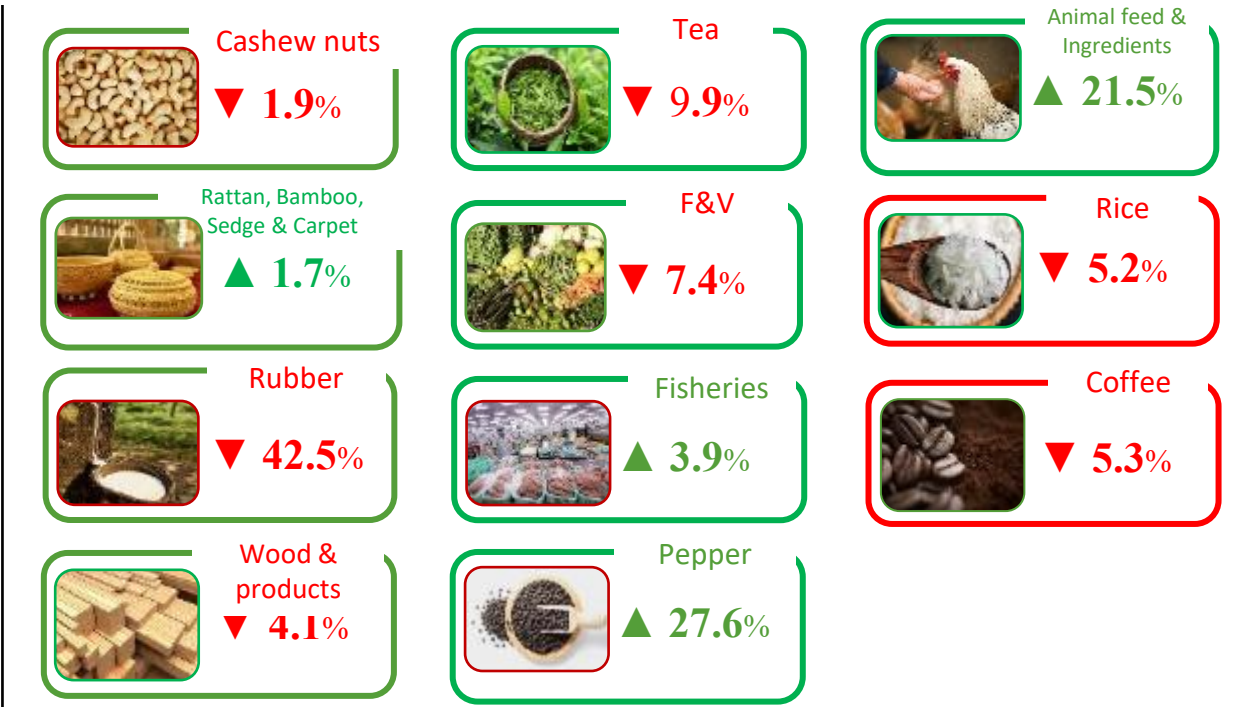 Cashew nuts
▼ 1.9%
Tea
▼ 9.9%
Animal feed &
Ingredients
▲ 21.5%
Rattan, Bamboo,
Sedge & Carpet
▲ 1.7%
F&V
▼ 7.4%
Rice
▼ 5.2%
Rubber
▼ 42.5%
Fisheries
▲ 3.9%
Coffee
▼ 5.3%
Wood &
products
▼ 4.1%
Pepper
▲ 27.6%